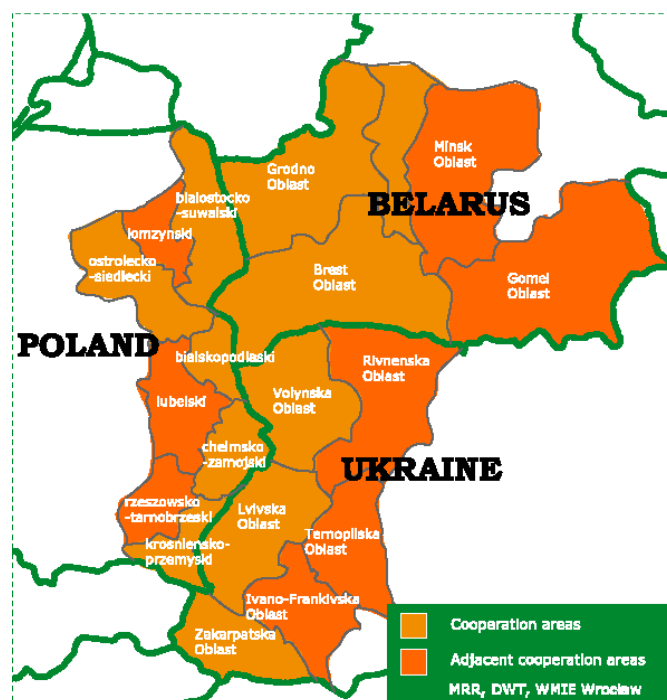 Minsk
Oblast
Grodno
Oblast
bialostocko
-suwalski
BELARUS
lomzynski
ostrolecko
-siedlecki
Brest
Oblast
Gomel
Oblast
POLAND
bialskopodlaski
Rivnenska
Oblast
Volynska
Oblast
lubelski
chelmsko
-zamojski
UKRAINE
rzeszowsko
-tarnobrzeski
Lvivska
Oblast
krosniensko-
przemyski
Ternopilska
Oblast
Ivano-Frankivska
Oblast
Zakarpatska
Oblast
Cooperation areas
Adjacent cooperation areas
MRR, DWT, WMIE Wrocław